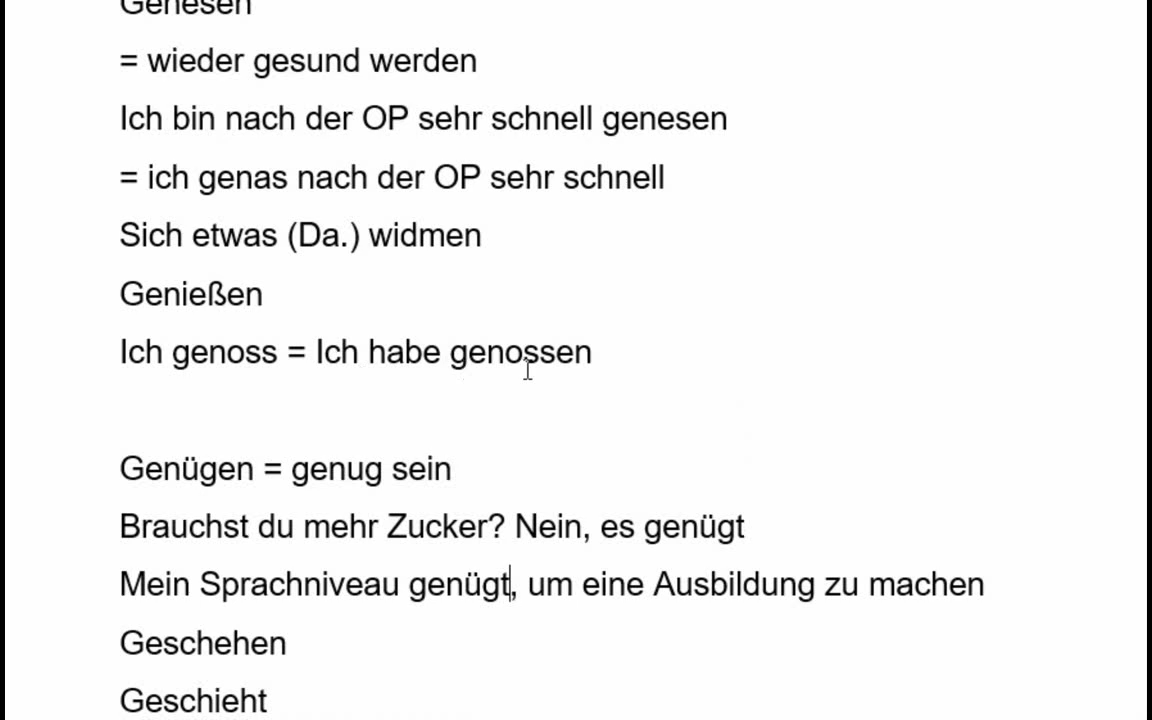 Genesen
= wieder gesund werden
Ich bin nach der OP sehr schnell genesen
= ich genas nach der OP sehr schnell
Sich etwas (Da.) widmen
Genießen
Ich genoss = Ich habe genossen
Genügen = genug sein
Brauchst du mehr Zucker? Nein, es genügt
Mein Sprachniveau genügt, um eine Ausbildung zu machen
Geschehen
Geschieht